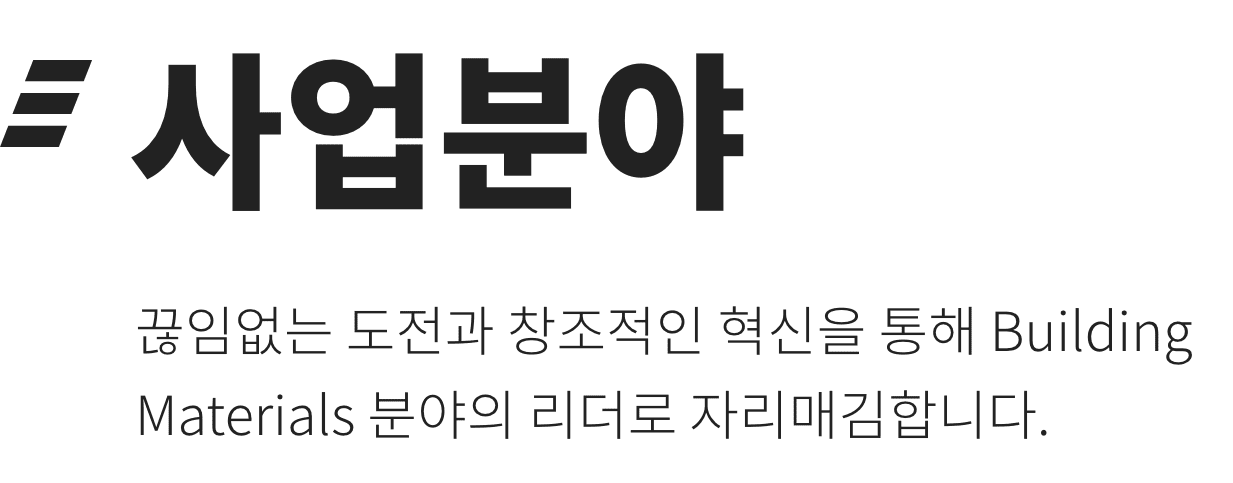 사업분야
끊임없는 도전과 창조적인 혁신을 통해 Building
Materials 분야의 리더로 자리매김합니다.